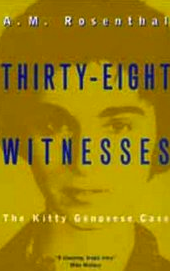 A. M. Rosenthal
THIRTY-EIGHT
WITNESSES
The Kitty Genovese Case